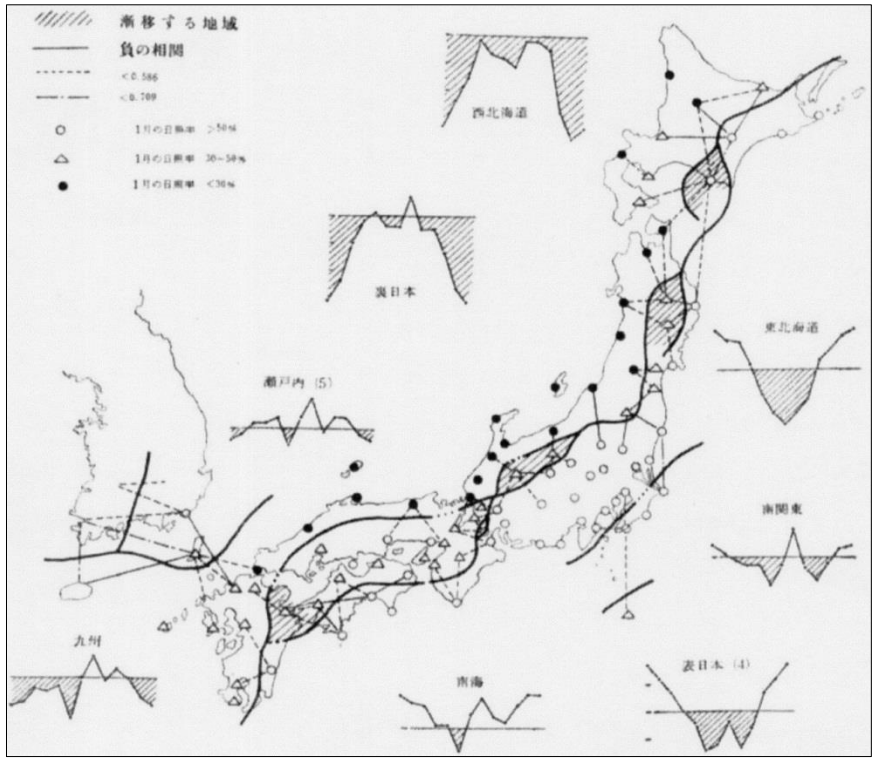 漸移する地域
負の相関
<0.586
<0.709
1月の日照率 >50%
1月の日照率 30-50%
1月の日照率 <30%
西北海道
裏日本
東北海道
瀬戸内 (5)
南関東
九州
南海
表日本 (4)